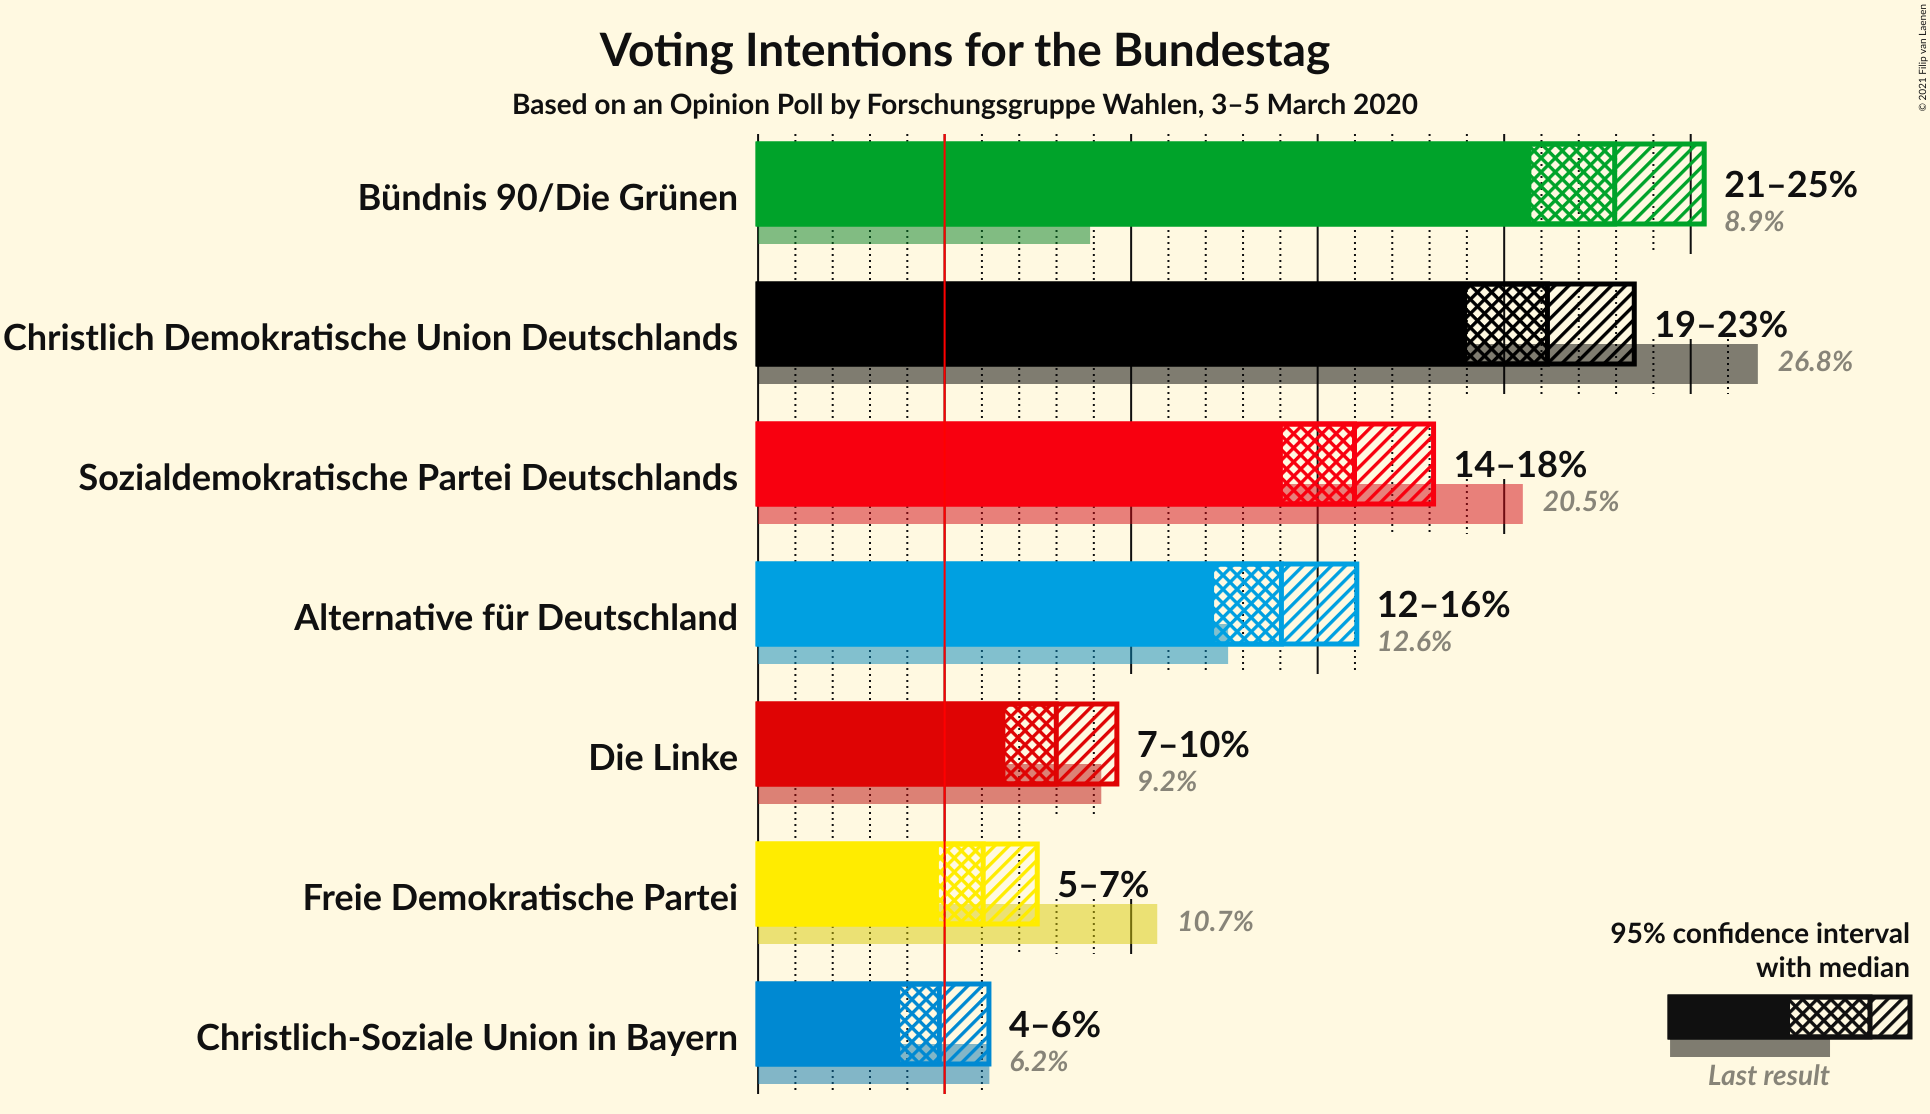 Voting Intentions for the Bundestag
Based on an Opinion Poll by Forschungsgruppe Wahlen, 3–5 March 2020
© 2021 Filip van Laenen
Bündnis 90/Die Grünen
21–25%
8.9%
Christlich Demokratische Union Deutschlands
19–23%
26.8%
Sozialdemokratische Partei Deutschlands
14–18%
20.5%
Alternative für Deutschland
12–16%
12.6%
Die Linke
7–10%
9.2%
Freie Demokratische Partei
5–7%
10.7%
Christlich-Soziale Union in Bayern
4–6%
6.2%
95% confidence interval
with median
Last result